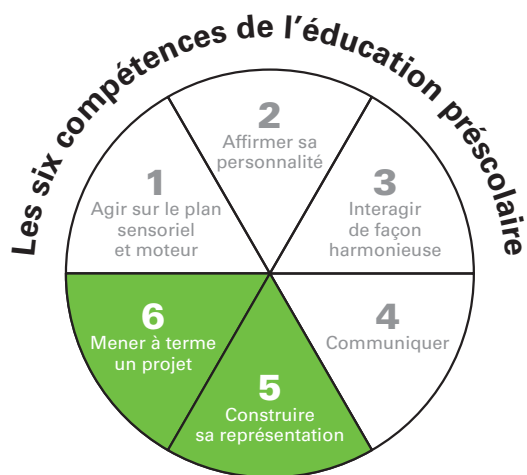 Les six compétences de l'éducation préscolaire
1
Agir sur le plan
sensoriel
et moteur
2
Affirmer sa
personnalité
3
Interagir
de façon
harmonieuse
4
Communiquer
5
Construire
sa représentation
6
Mener à terme
un projet